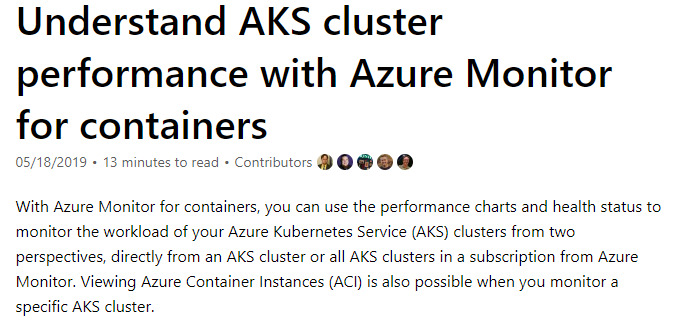 Understand AKS cluster
performance with Azure Monitor
for containers
05/18/2019 • 13 minutes to read • Contributors
With Azure Monitor for containers, you can use the performance charts and health status to
monitor the workload of your Azure Kubernetes Service (AKS) clusters from two
perspectives, directly from an AKS cluster or all AKS clusters in a subscription from Azure
Monitor. Viewing Azure Container Instances (ACI) is also possible when you monitor a
specific AKS cluster.